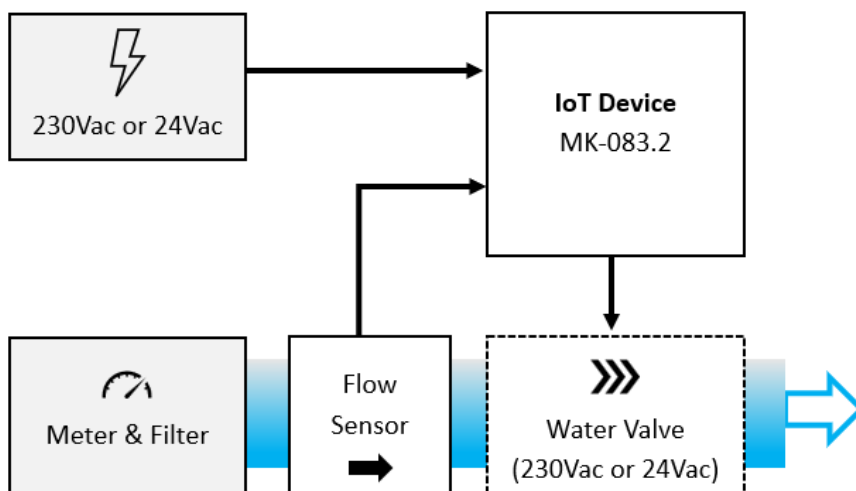 230Vac or 24Vac
IoT Device
MK-083.2
Meter & Filter
Flow
Sensor
Water Valve
(230Vac or 24Vac)